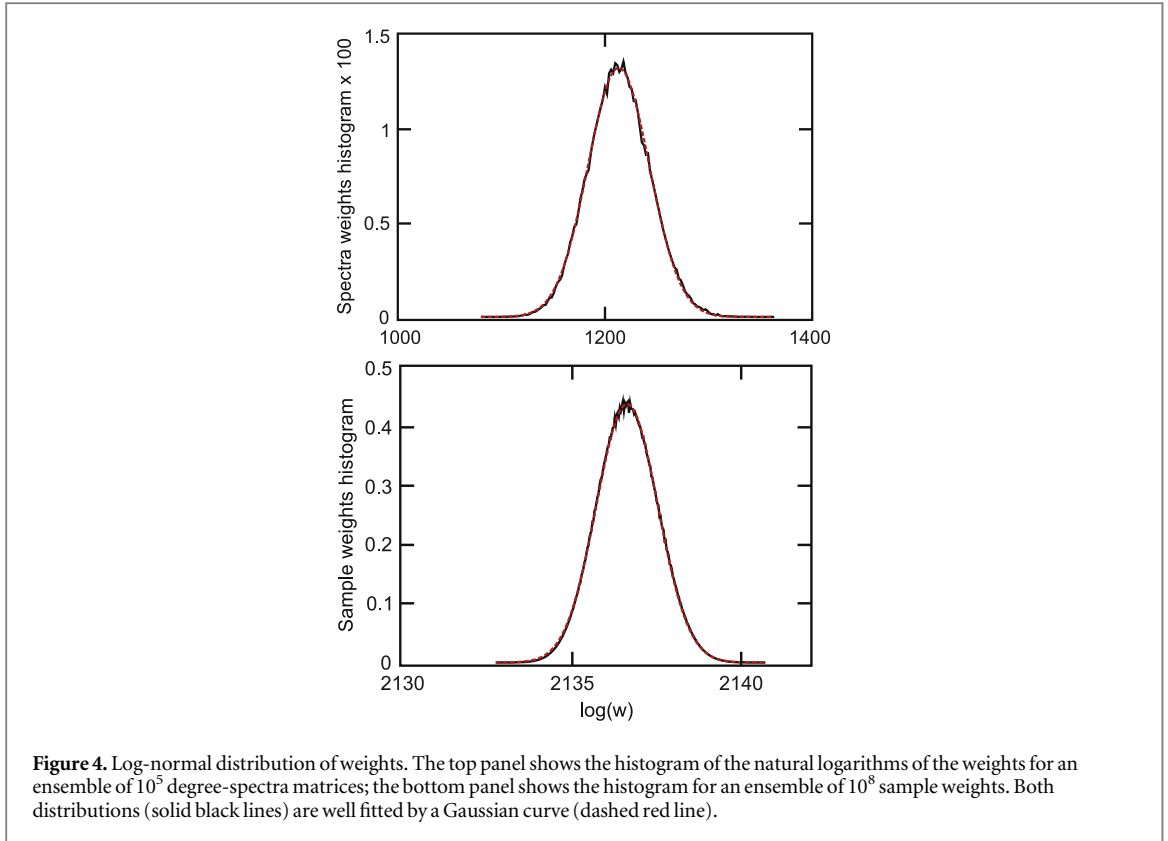 Spectra weights histogram x 100
1.5
1
0.5
0
1000 1200 1400
Sample weights histogram
0.5
0.4
0.3
0.2
0.1
0
2130 2135 2140
log(w)
Figure 4. Log-normal distribution of weights. The top panel shows the histogram of the natural logarithms of the weights for an
ensemble of 10⁵ degree-spectra matrices; the bottom panel shows the histogram for an ensemble of 10⁸ sample weights. Both
distributions (solid black lines) are well fitted by a Gaussian curve (dashed red line).